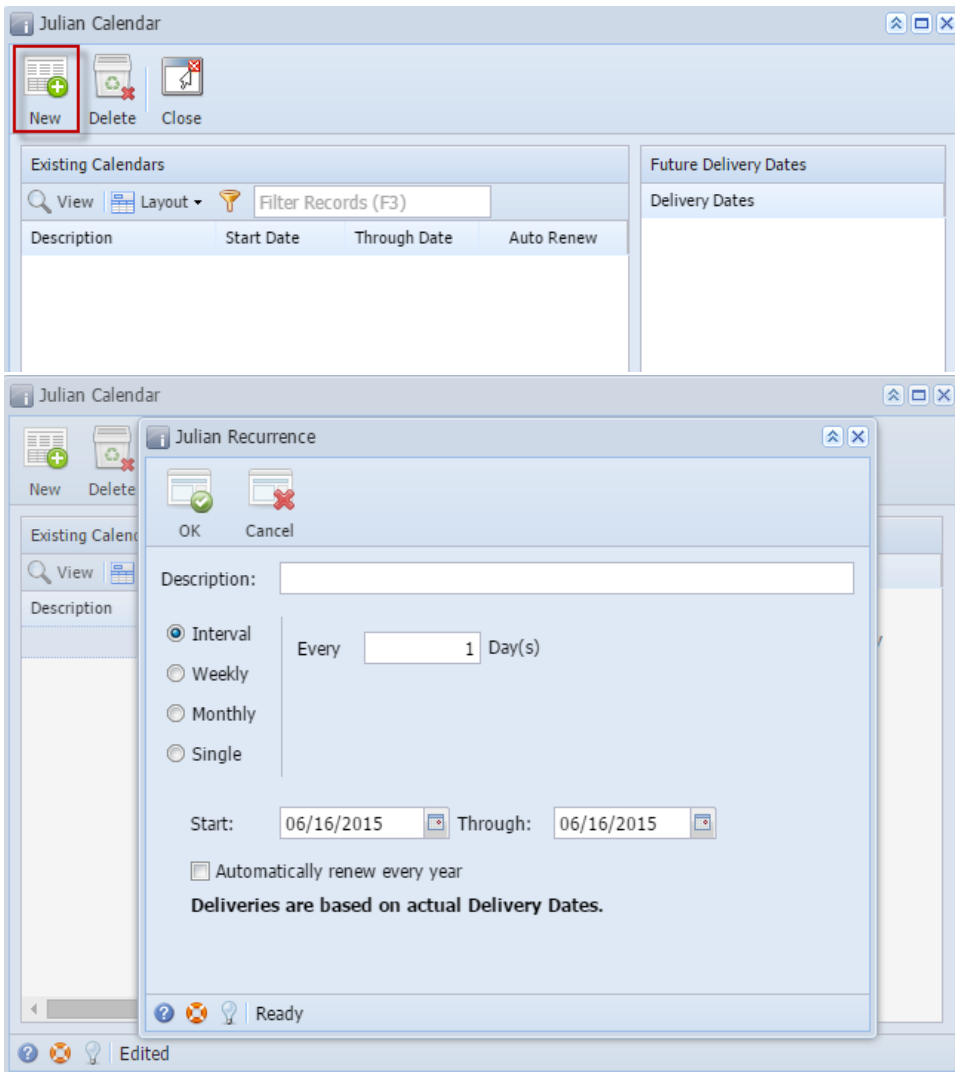 Julian Calendar
New Delete Close
Existing Calendars Future Delivery Dates
View Layout Filter Records (F3) Delivery Dates
Description Start Date Through Date Auto Renew
Julian Calendar
Julian Recurrence
New Delete
OK Cancel
Existing Calend
View
Description:
Description
Interval
Every 1 Day(s)
Weekly
Monthly
Single
Start: 06/16/2015 Through: 06/16/2015
Automatically renew every year
Deliveries are based on actual Delivery Dates.
Ready
Edited